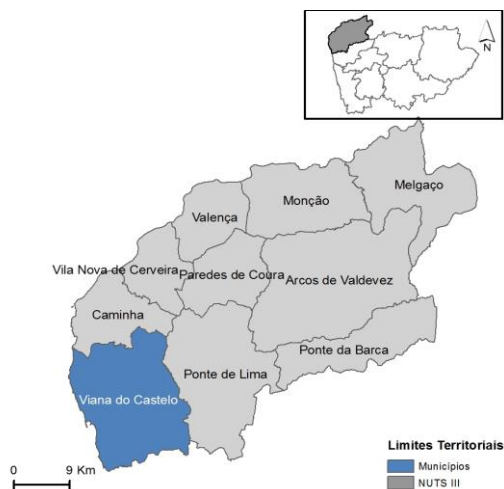 N
Melgaço
Monção
Valença
Vila Nova de Cerveira
Paredes de Coura
Arcos de Valdevez
Caminha
Ponte da Barca
Ponte de Lima
Viana do Castelo
Limites Territoriais
Municípios
NUTS III
0 9 Km